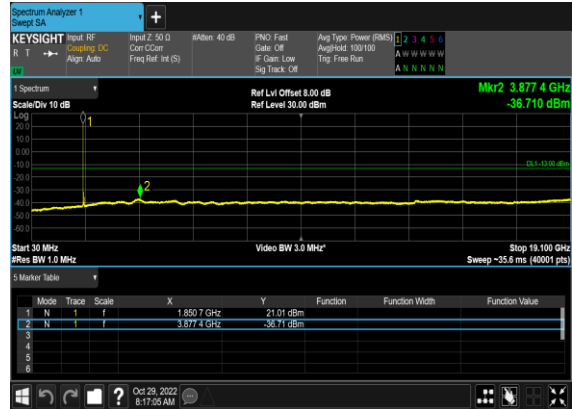 Spectrum Analyzer 1
Swept SA
KEYSIGHT
R T
Input: RF
Coupling: DC
Align: Auto
Input Z: 50 Ω
Corr CCorr
Freq Ref: Int (S)
#Atten: 40 dB
PNO: Fast
Gate: Off
IF Gain: Low
Sig Track: Off
Avg Type: Power (RMS)
Avg|Hold: 100/100
Trig: Free Run
1 2 3 4 5 6
A W W W W W
A N N N N N
1 Spectrum
Scale/Div 10 dB
Ref Lvl Offset 8.00 dB
Ref Level 30.00 dBm
Mkr2 3.877 4 GHz
-36.710 dBm
Log
20.0
10.0
0.00
-10.0
-20.0
-30.0
-40.0
-50.0
-60.0
1
2
DL1 -13.00 dBm
Start 30 MHz
#Res BW 1.0 MHz
Video BW 3.0 MHz*
Stop 19.100 GHz
Sweep ~35.6 ms (40001 pts)
5 Marker Table
Mode Trace Scale X Y Function Function Width Function Value
1 N 1 f 1.850 7 GHz 21.01 dBm
2 N 1 f 3.877 4 GHz -36.71 dBm
3
4
5
6
?
Oct 29, 2022
8:17:05 AM